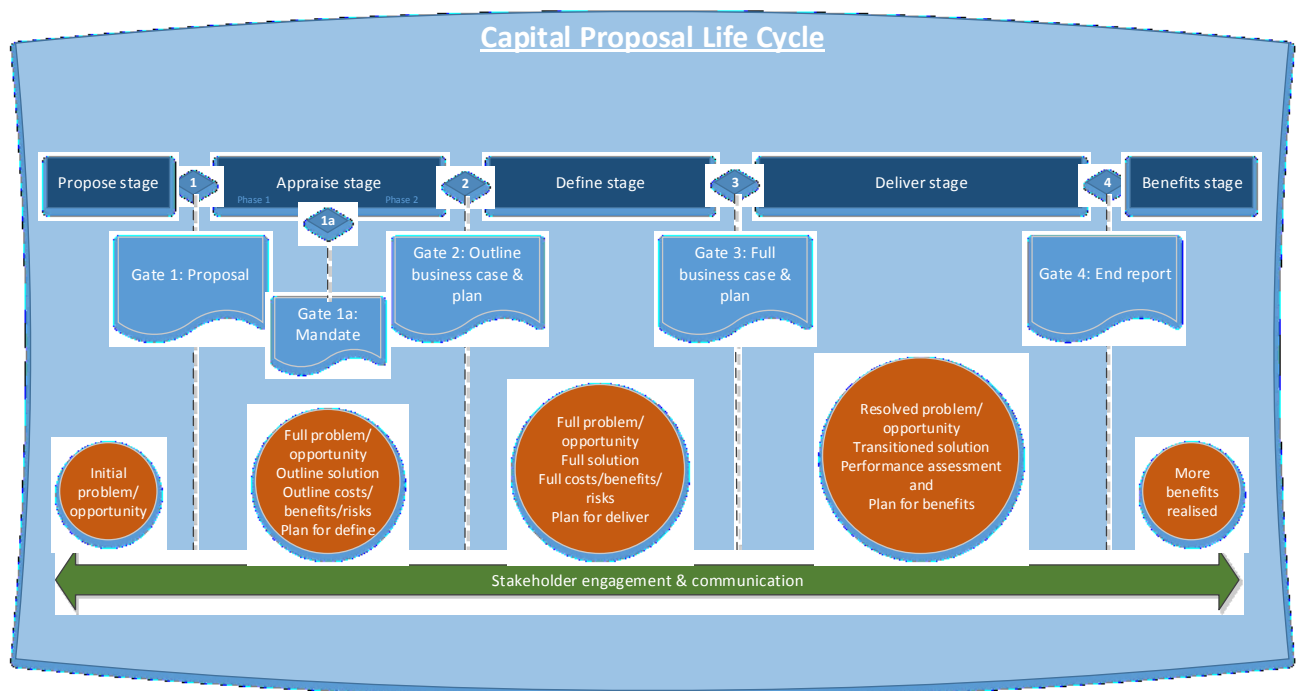 Capital Proposal Life Cycle
Propose stage
1
Appraise stage
Phase 1
Phase 2
1a
2
Define stage
3
Deliver stage
4
Benefits stage
Gate 1: Proposal
Gate 1a:
Mandate
Gate 2: Outline
business case &
plan
Gate 3: Full
business case &
plan
Gate 4: End report
Initial
problem/
opportunity
Full problem/
opportunity
Outline solution
Outline costs/
benefits/risks
Plan for define
Full problem/
opportunity
Full solution
Full costs/benefits/
risks
Plan for deliver
Resolved problem/
opportunity
Transitioned solution
Performance assessment
and
Plan for benefits
More
benefits
realised
Stakeholder engagement & communication